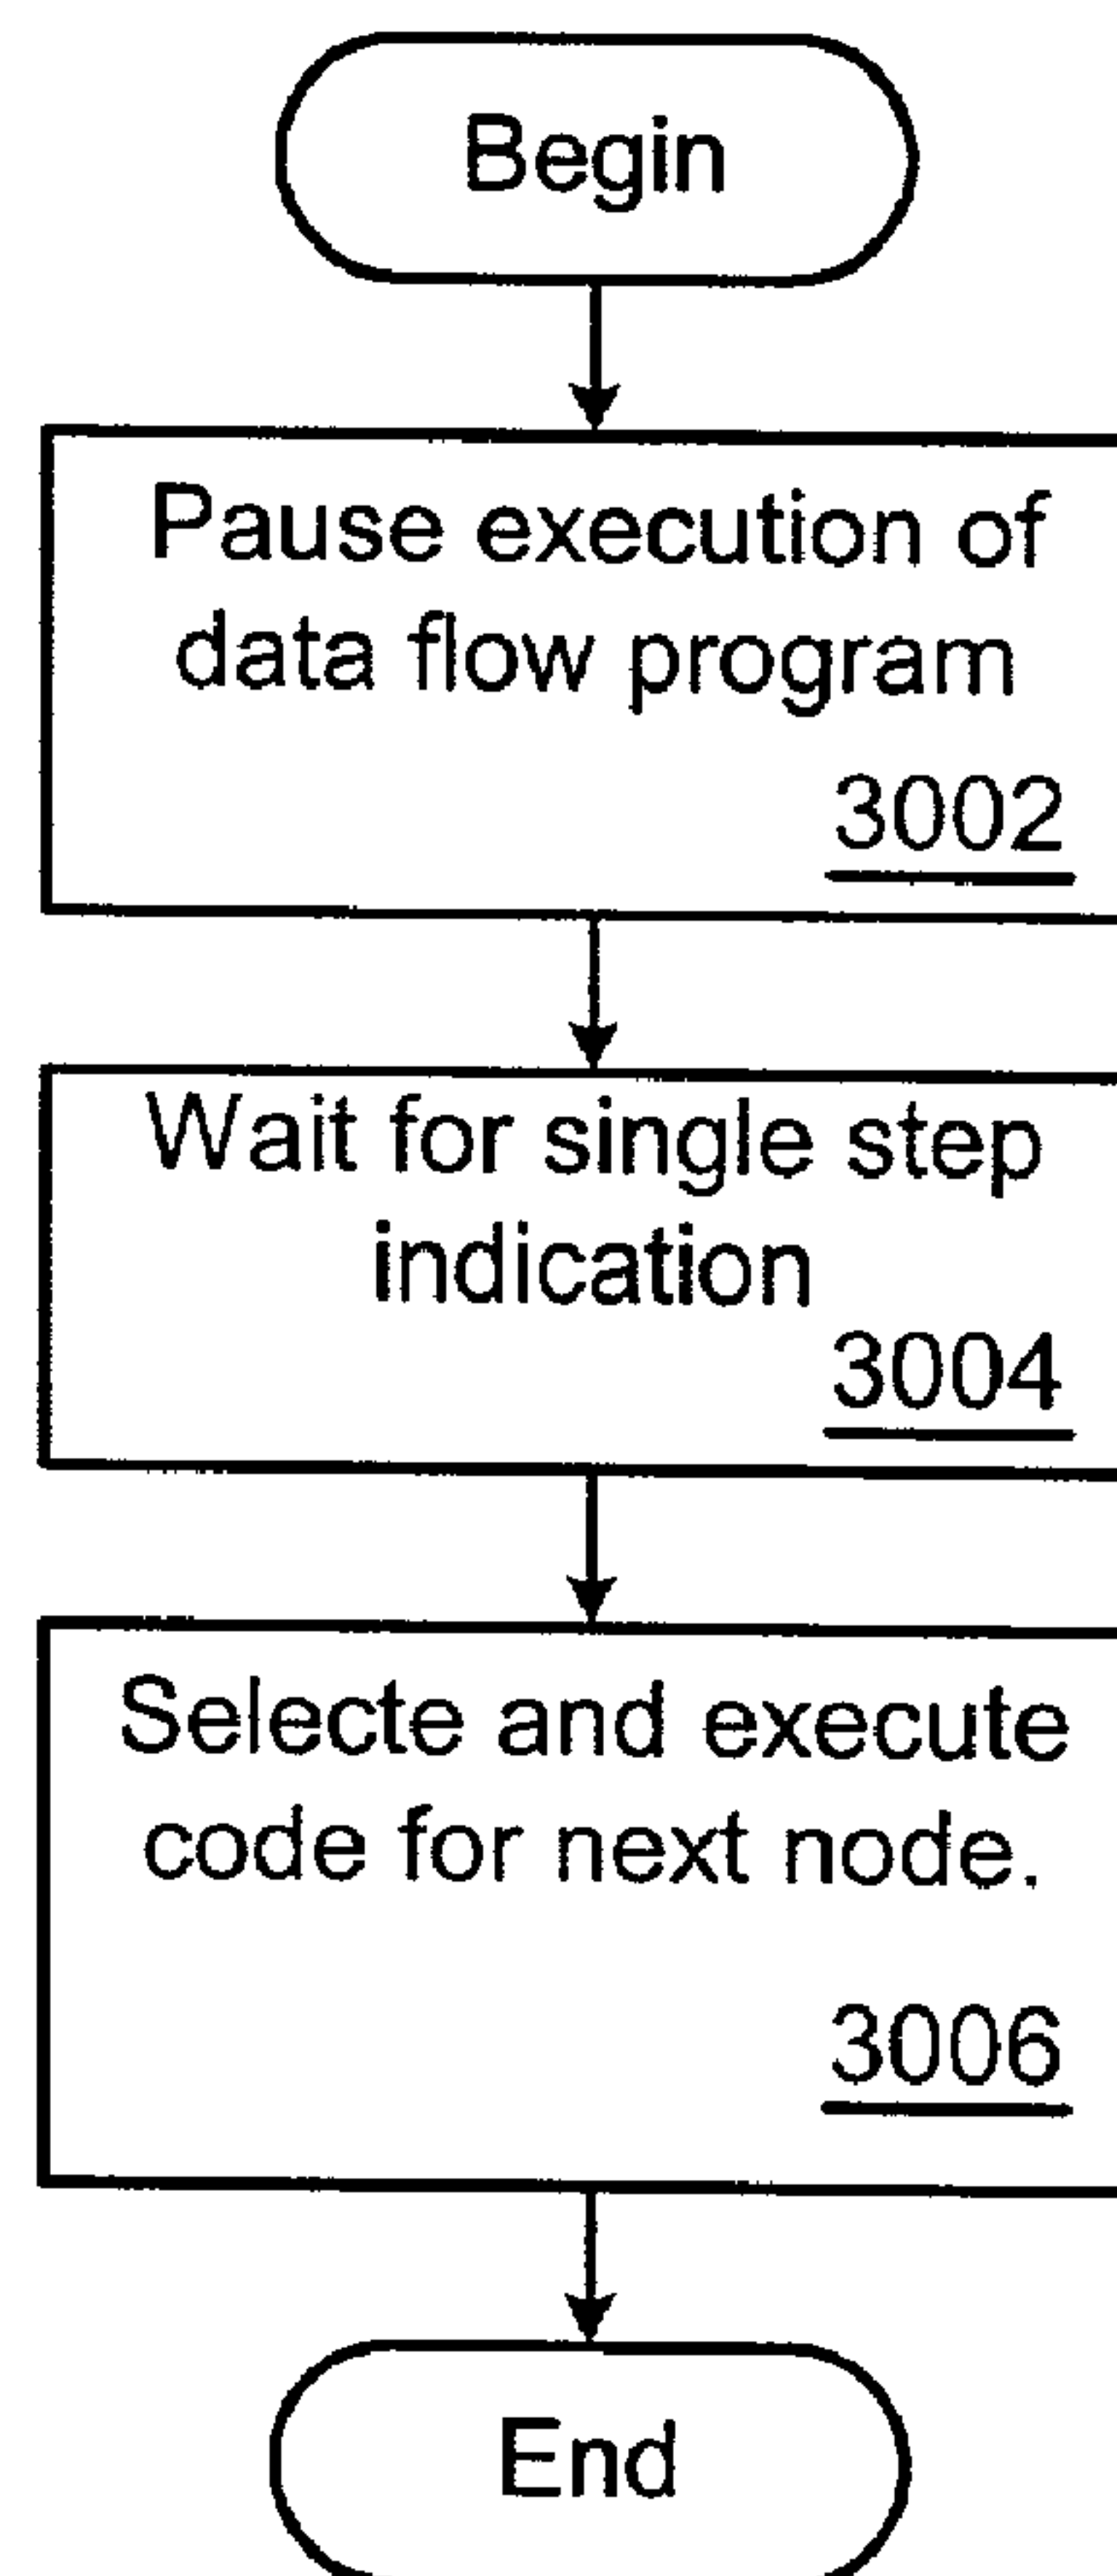 Begin
Pause execution of
data flow program
3002
Wait for single step
indication
3004
Selecte and execute
code for next node.
3006
End